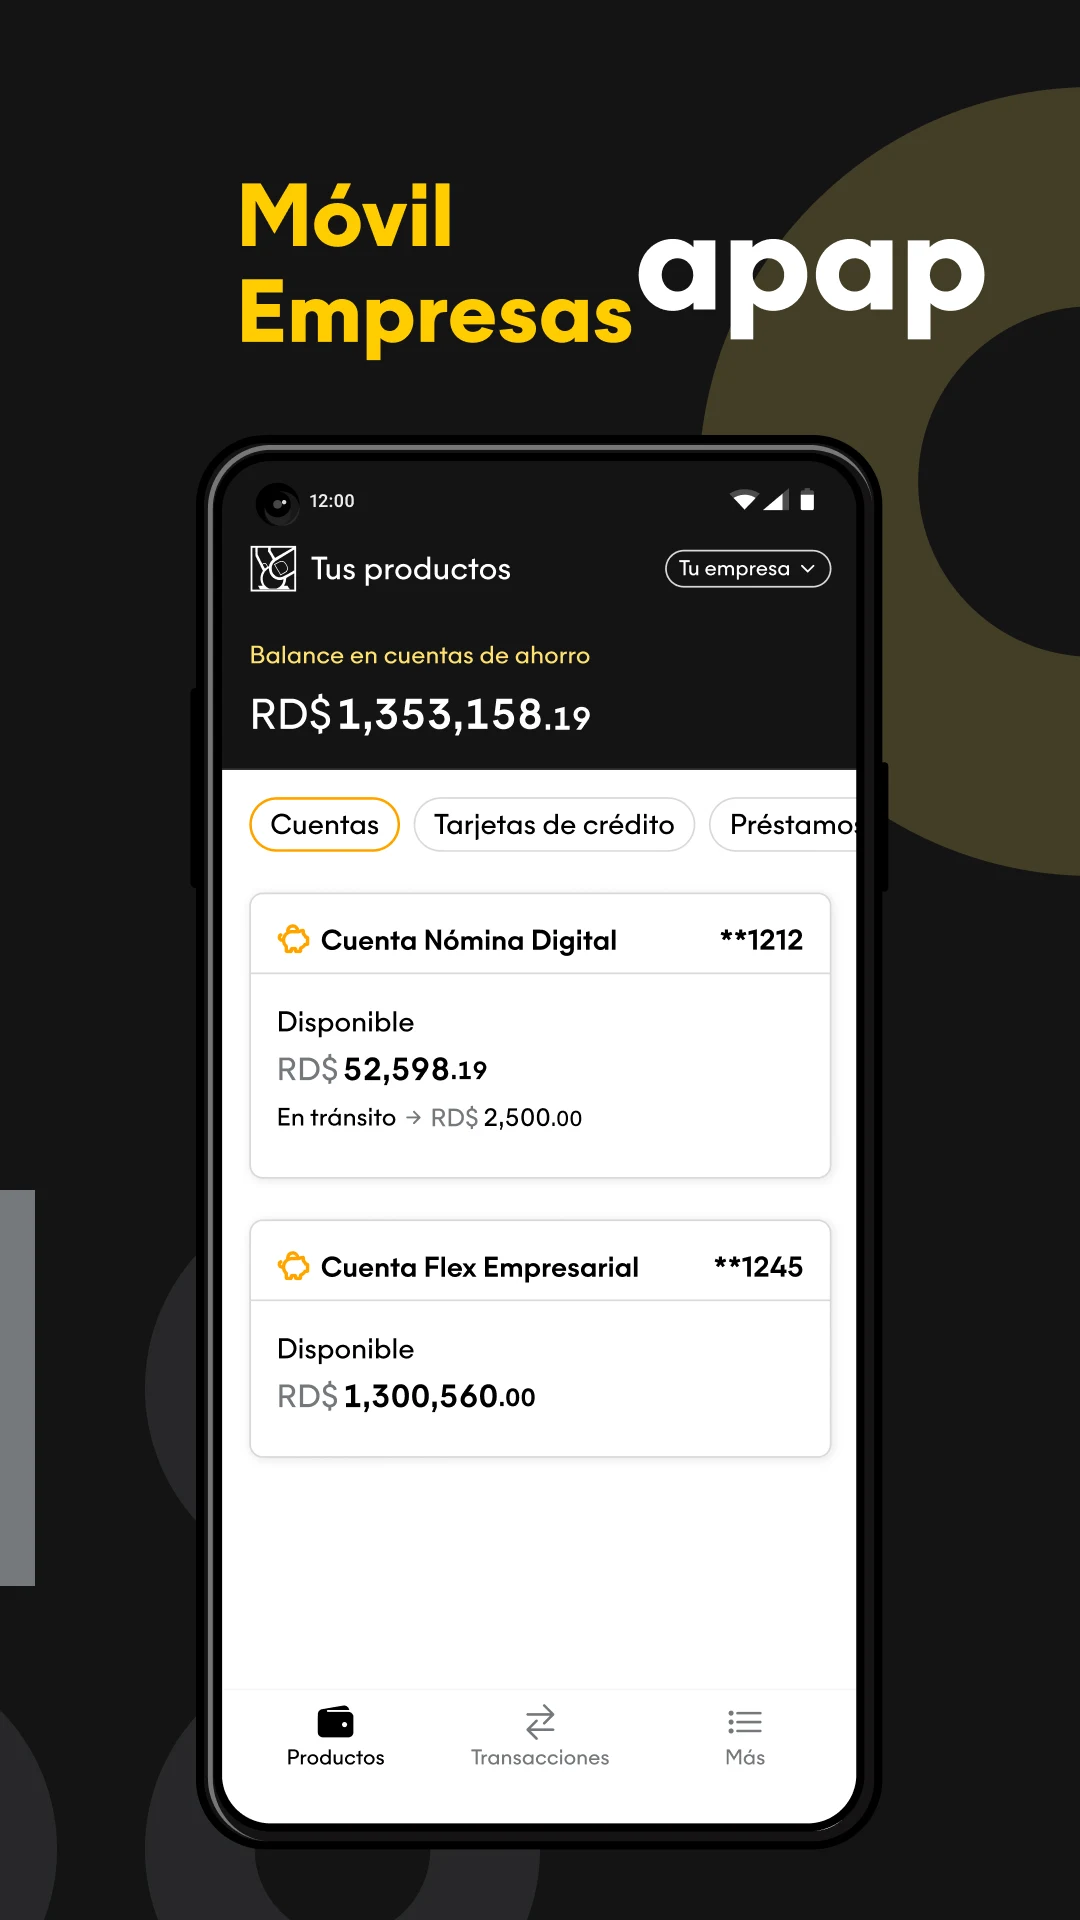 Móvil
Empresas
apap
12:00
Tus productos
Tu empresa
Balance en cuentas de ahorro
RD$ 1,353,158.19
Cuentas
Tarjetas de crédito
Préstamos
Cuenta Nómina Digital
**1212
Disponible
RD$ 52,598.19
En tránsito → RD$ 2,500.00
Cuenta Flex Empresarial
**1245
Disponible
RD$ 1,300,560.00
Productos
Transacciones
Más